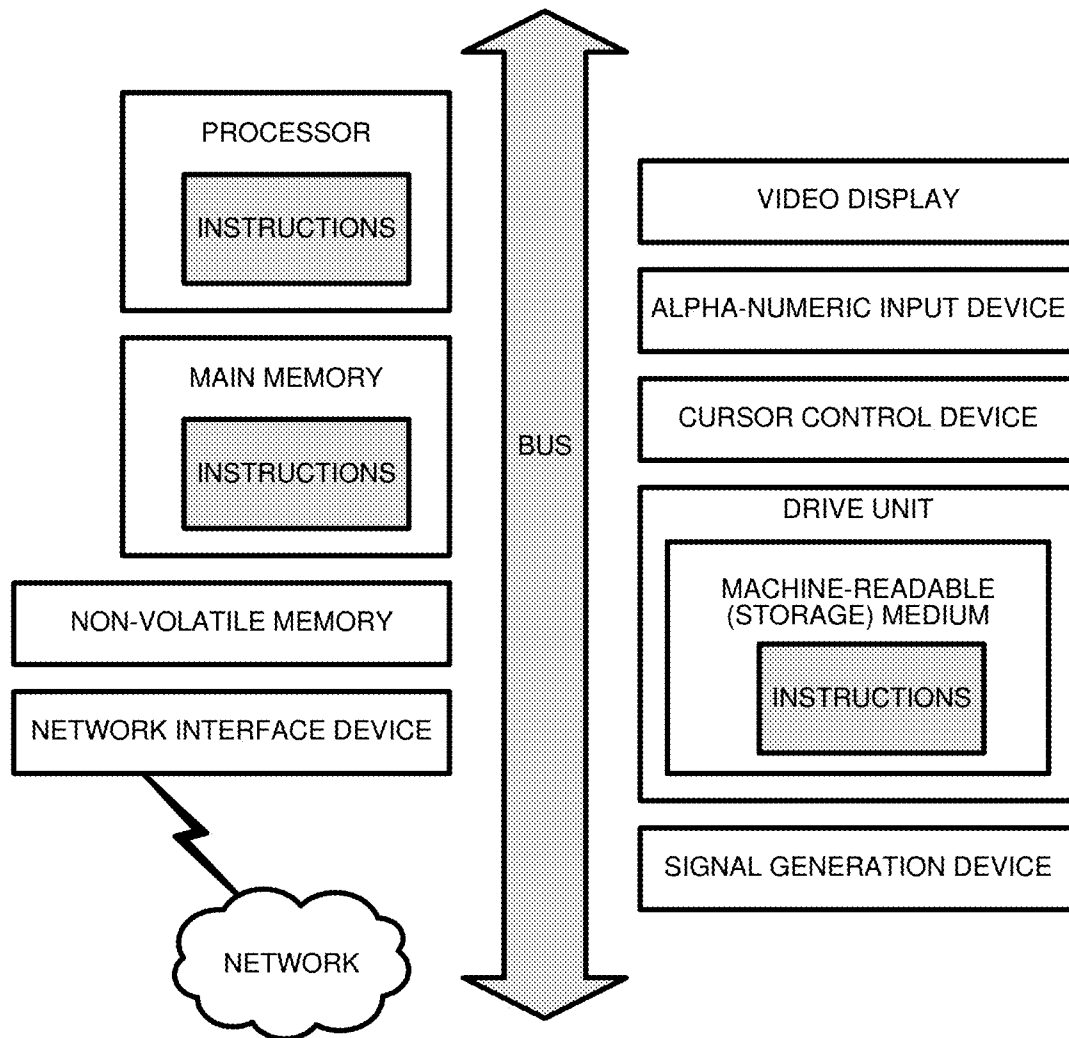 PROCESSOR
INSTRUCTIONS
MAIN MEMORY
INSTRUCTIONS
NON-VOLATILE MEMORY
NETWORK INTERFACE DEVICE
NETWORK
BUS
VIDEO DISPLAY
ALPHA-NUMERIC INPUT DEVICE
CURSOR CONTROL DEVICE
DRIVE UNIT
MACHINE-READABLE
(STORAGE) MEDIUM
INSTRUCTIONS
SIGNAL GENERATION DEVICE